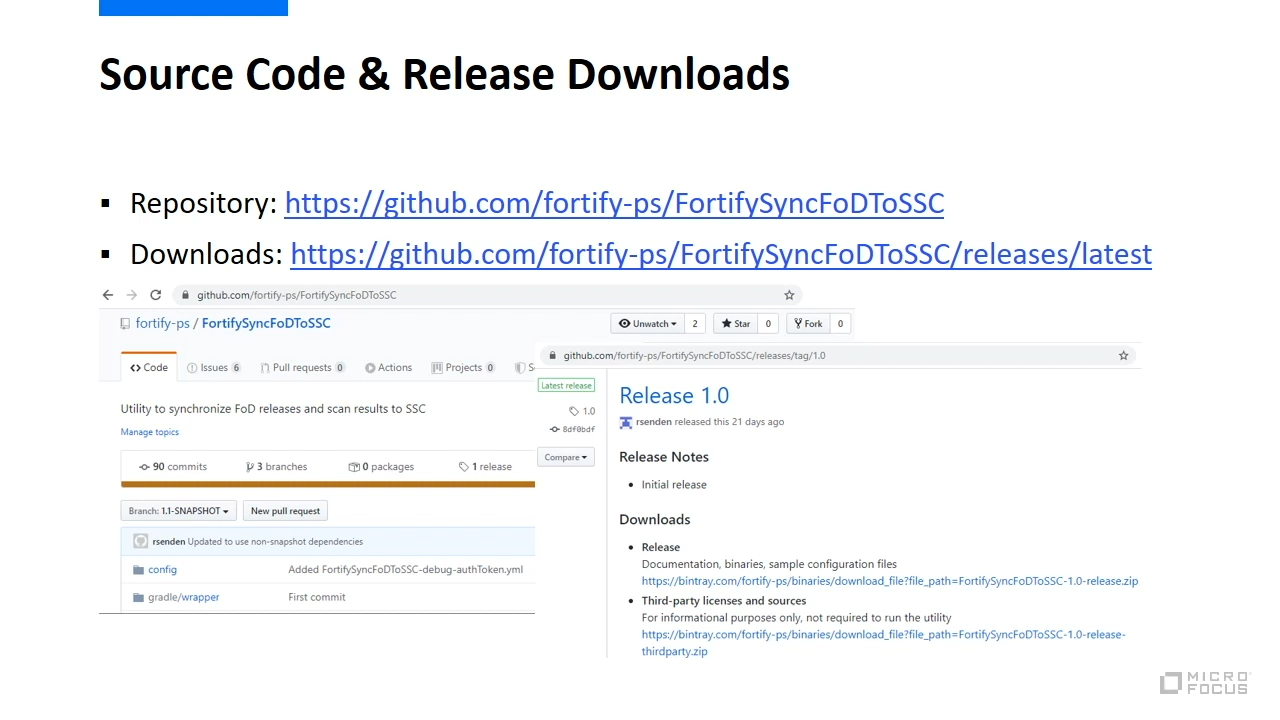 Source Code & Release Downloads
▪ Repository: https://github.com/fortify-ps/FortifySyncFoDToSSC
▪ Downloads: https://github.com/fortify-ps/FortifySyncFoDToSSC/releases/latest
github.com/fortify-ps/FortifySyncFoDToSSC
fortify-ps / FortifySyncFoDToSSC
Unwatch 2 Star 0 Fork 0
Code Issues 6 Pull requests 0 Actions Projects 0 S
Utility to synchronize FoD releases and scan results to SSC
Manage topics
90 commits 3 branches 0 packages 1 release
Branch: 1.1-SNAPSHOT New pull request
rsenden Updated to use non-snapshot dependencies
config Added FortifySyncFoDToSSC-debug-authToken.yml
gradle/wrapper First commit
github.com/fortify-ps/FortifySyncFoDToSSC/releases/tag/1.0
Latest release
1.0
8df0bdf
Compare
Release 1.0
rsenden released this 21 days ago
Release Notes
• Initial release
Downloads
• Release
Documentation, binaries, sample configuration files
https://bintray.com/fortify-ps/binaries/download_file?file_path=FortifySyncFoDToSSC-1.0-release.zip
• Third-party licenses and sources
For informational purposes only, not required to run the utility
https://bintray.com/fortify-ps/binaries/download_file?file_path=FortifySyncFoDToSSC-1.0-release-
thirdparty.zip
MICRO
FOCUS